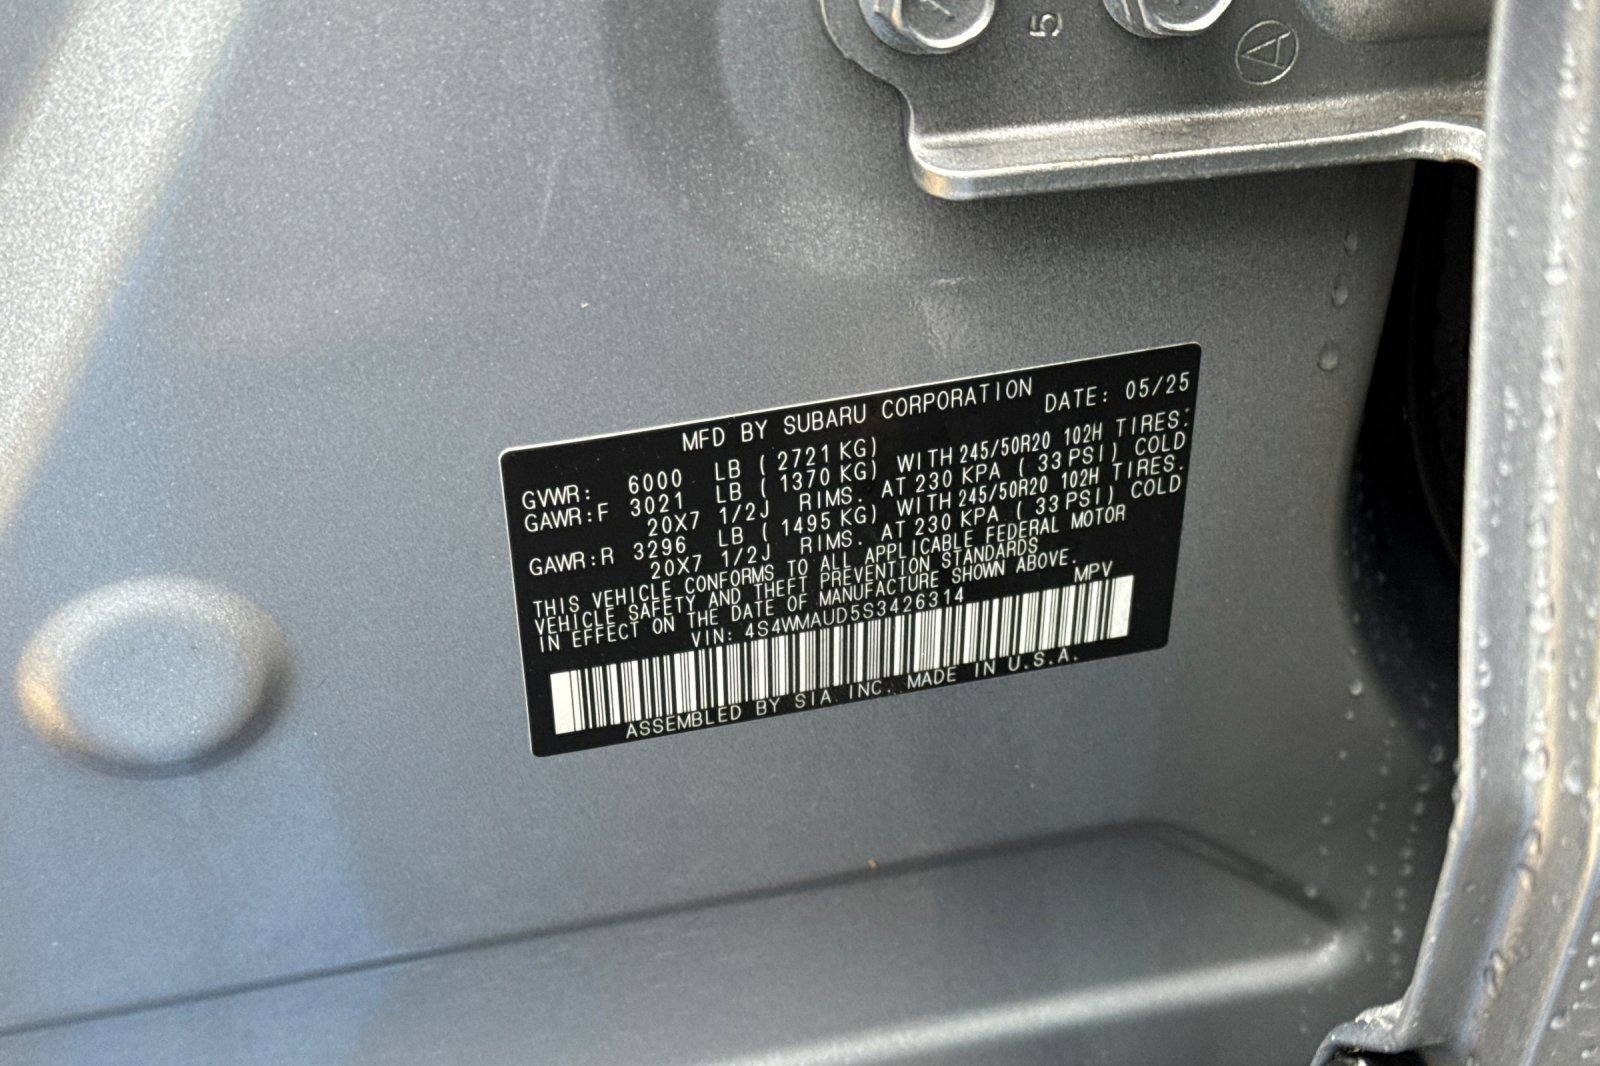 5
A
MFD BY SUBARU CORPORATION DATE: 05/25
GVWR: 6000 LB ( 2721 KG)
GAWR:F 3021 LB ( 1370 KG) WITH 245/50R20 102H TIRES.
20X7 1/2J RIMS. AT 230 KPA ( 33 PSI) COLD
GAWR:R 3296 LB ( 1495 KG) WITH 245/50R20 102H TIRES.
20X7 1/2J RIMS. AT 230 KPA ( 33 PSI) COLD
THIS VEHICLE CONFORMS TO ALL APPLICABLE FEDERAL MOTOR
VEHICLE SAFETY AND THEFT PREVENTION STANDARDS
IN EFFECT ON THE DATE OF MANUFACTURE SHOWN ABOVE.
VIN: 4S4WMAUD5S3426314 MPV
ASSEMBLED BY SIA INC. MADE IN U.S.A.